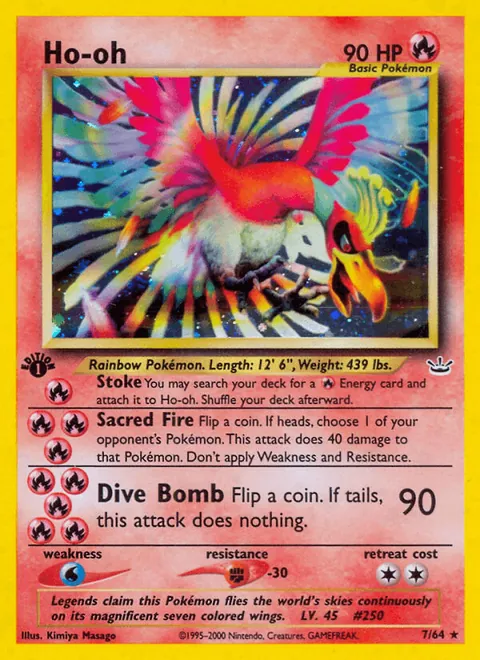 Ho-oh
90 HP
Basic Pokémon
EDITION
1
Rainbow Pokémon. Length: 12' 6", Weight: 439 lbs.
Stoke You may search your deck for a Energy card and
attach it to Ho-oh. Shuffle your deck afterward.
Sacred Fire Flip a coin. If heads, choose 1 of your
opponent's Pokémon. This attack does 40 damage to
that Pokémon. Don't apply Weakness and Resistance.
Dive Bomb Flip a coin. If tails,
this attack does nothing.
90
weakness
resistance
-30
retreat cost
Legends claim this Pokémon flies the world's skies continuously
on its magnificent seven colored wings. LV. 45 #250
Illus. Kimiya Masago
©1995-2000 Nintendo, Creatures, GAMEFREAK.
7/64 ★